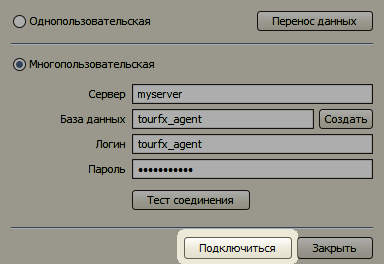 Однопользовательская Перенос данных
Многопользовательская
Сервер myserver
База данных tourfx_agent Создать
Логин tourfx_agent
Пароль •••••••••••
Тест соединения
Подключиться Закрыть